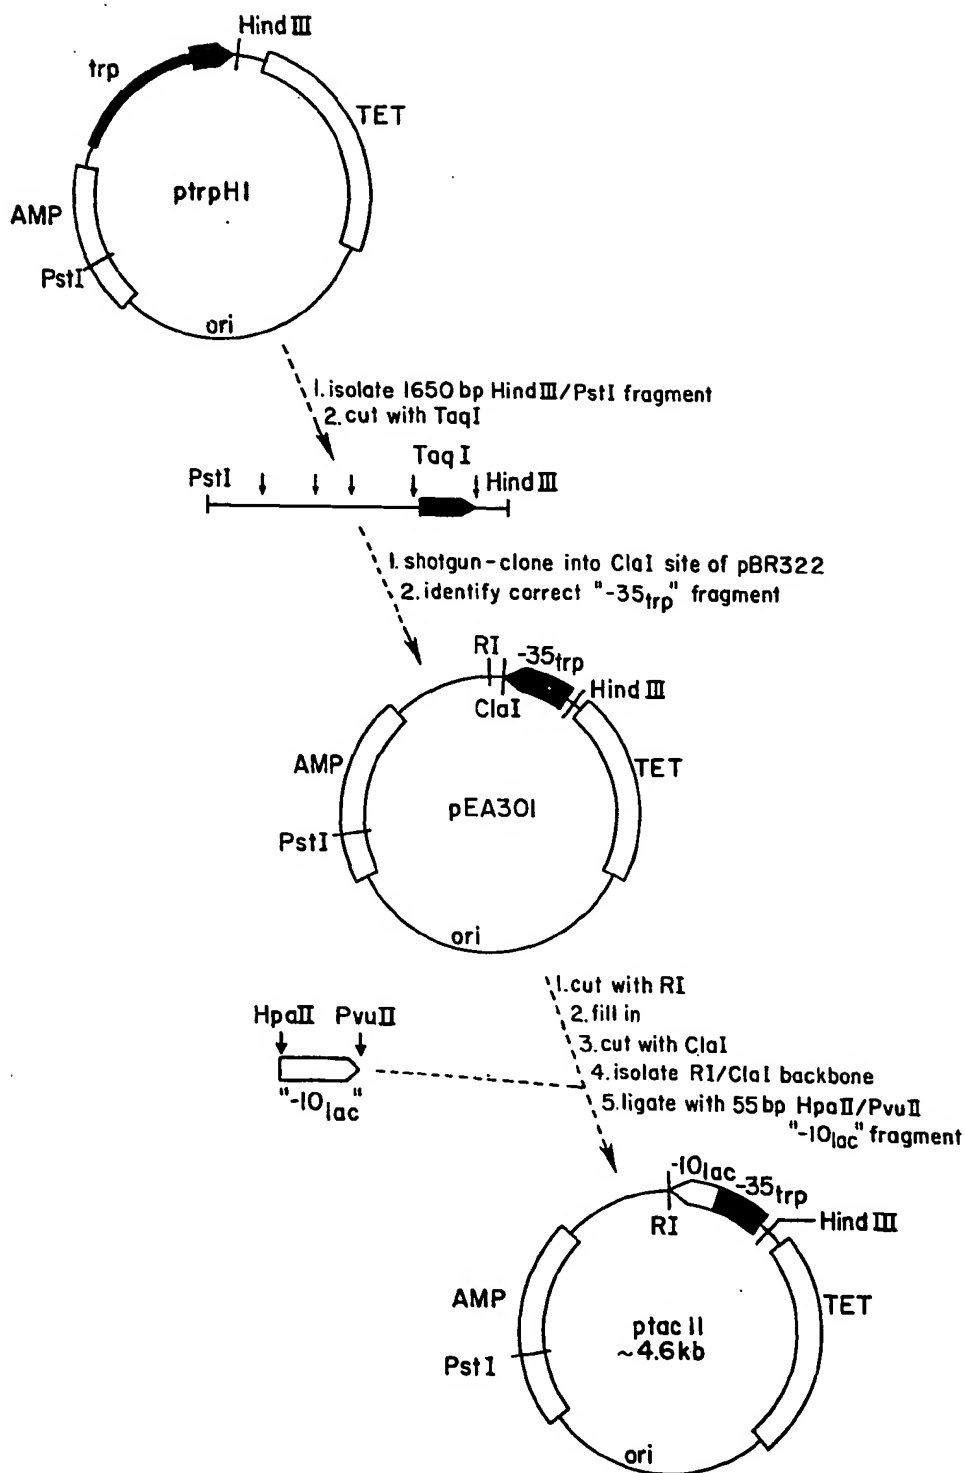 Hind III
trp
TET
ptrpH1
AMP
PstI
ori
1. isolate 1650 bp Hind III/PstI fragment
2. cut with TaqI
TaqI
PstI
Hind III
1. shotgun-clone into ClaI site of pBR322
2. identify correct "-35trp" fragment
RI
-35trp
Hind III
ClaI
AMP
TET
pEA301
PstI
ori
1. cut with RI
2. fill in
3. cut with ClaI
4. isolate RI/ClaI backbone
5. ligate with 55 bp HpaII/PvuII
"-10lac" fragment
HpaII PvuII
"-10lac"
-10lac -35trp
RI
Hind III
AMP
TET
ptac 11
~4.6kb
PstI
ori